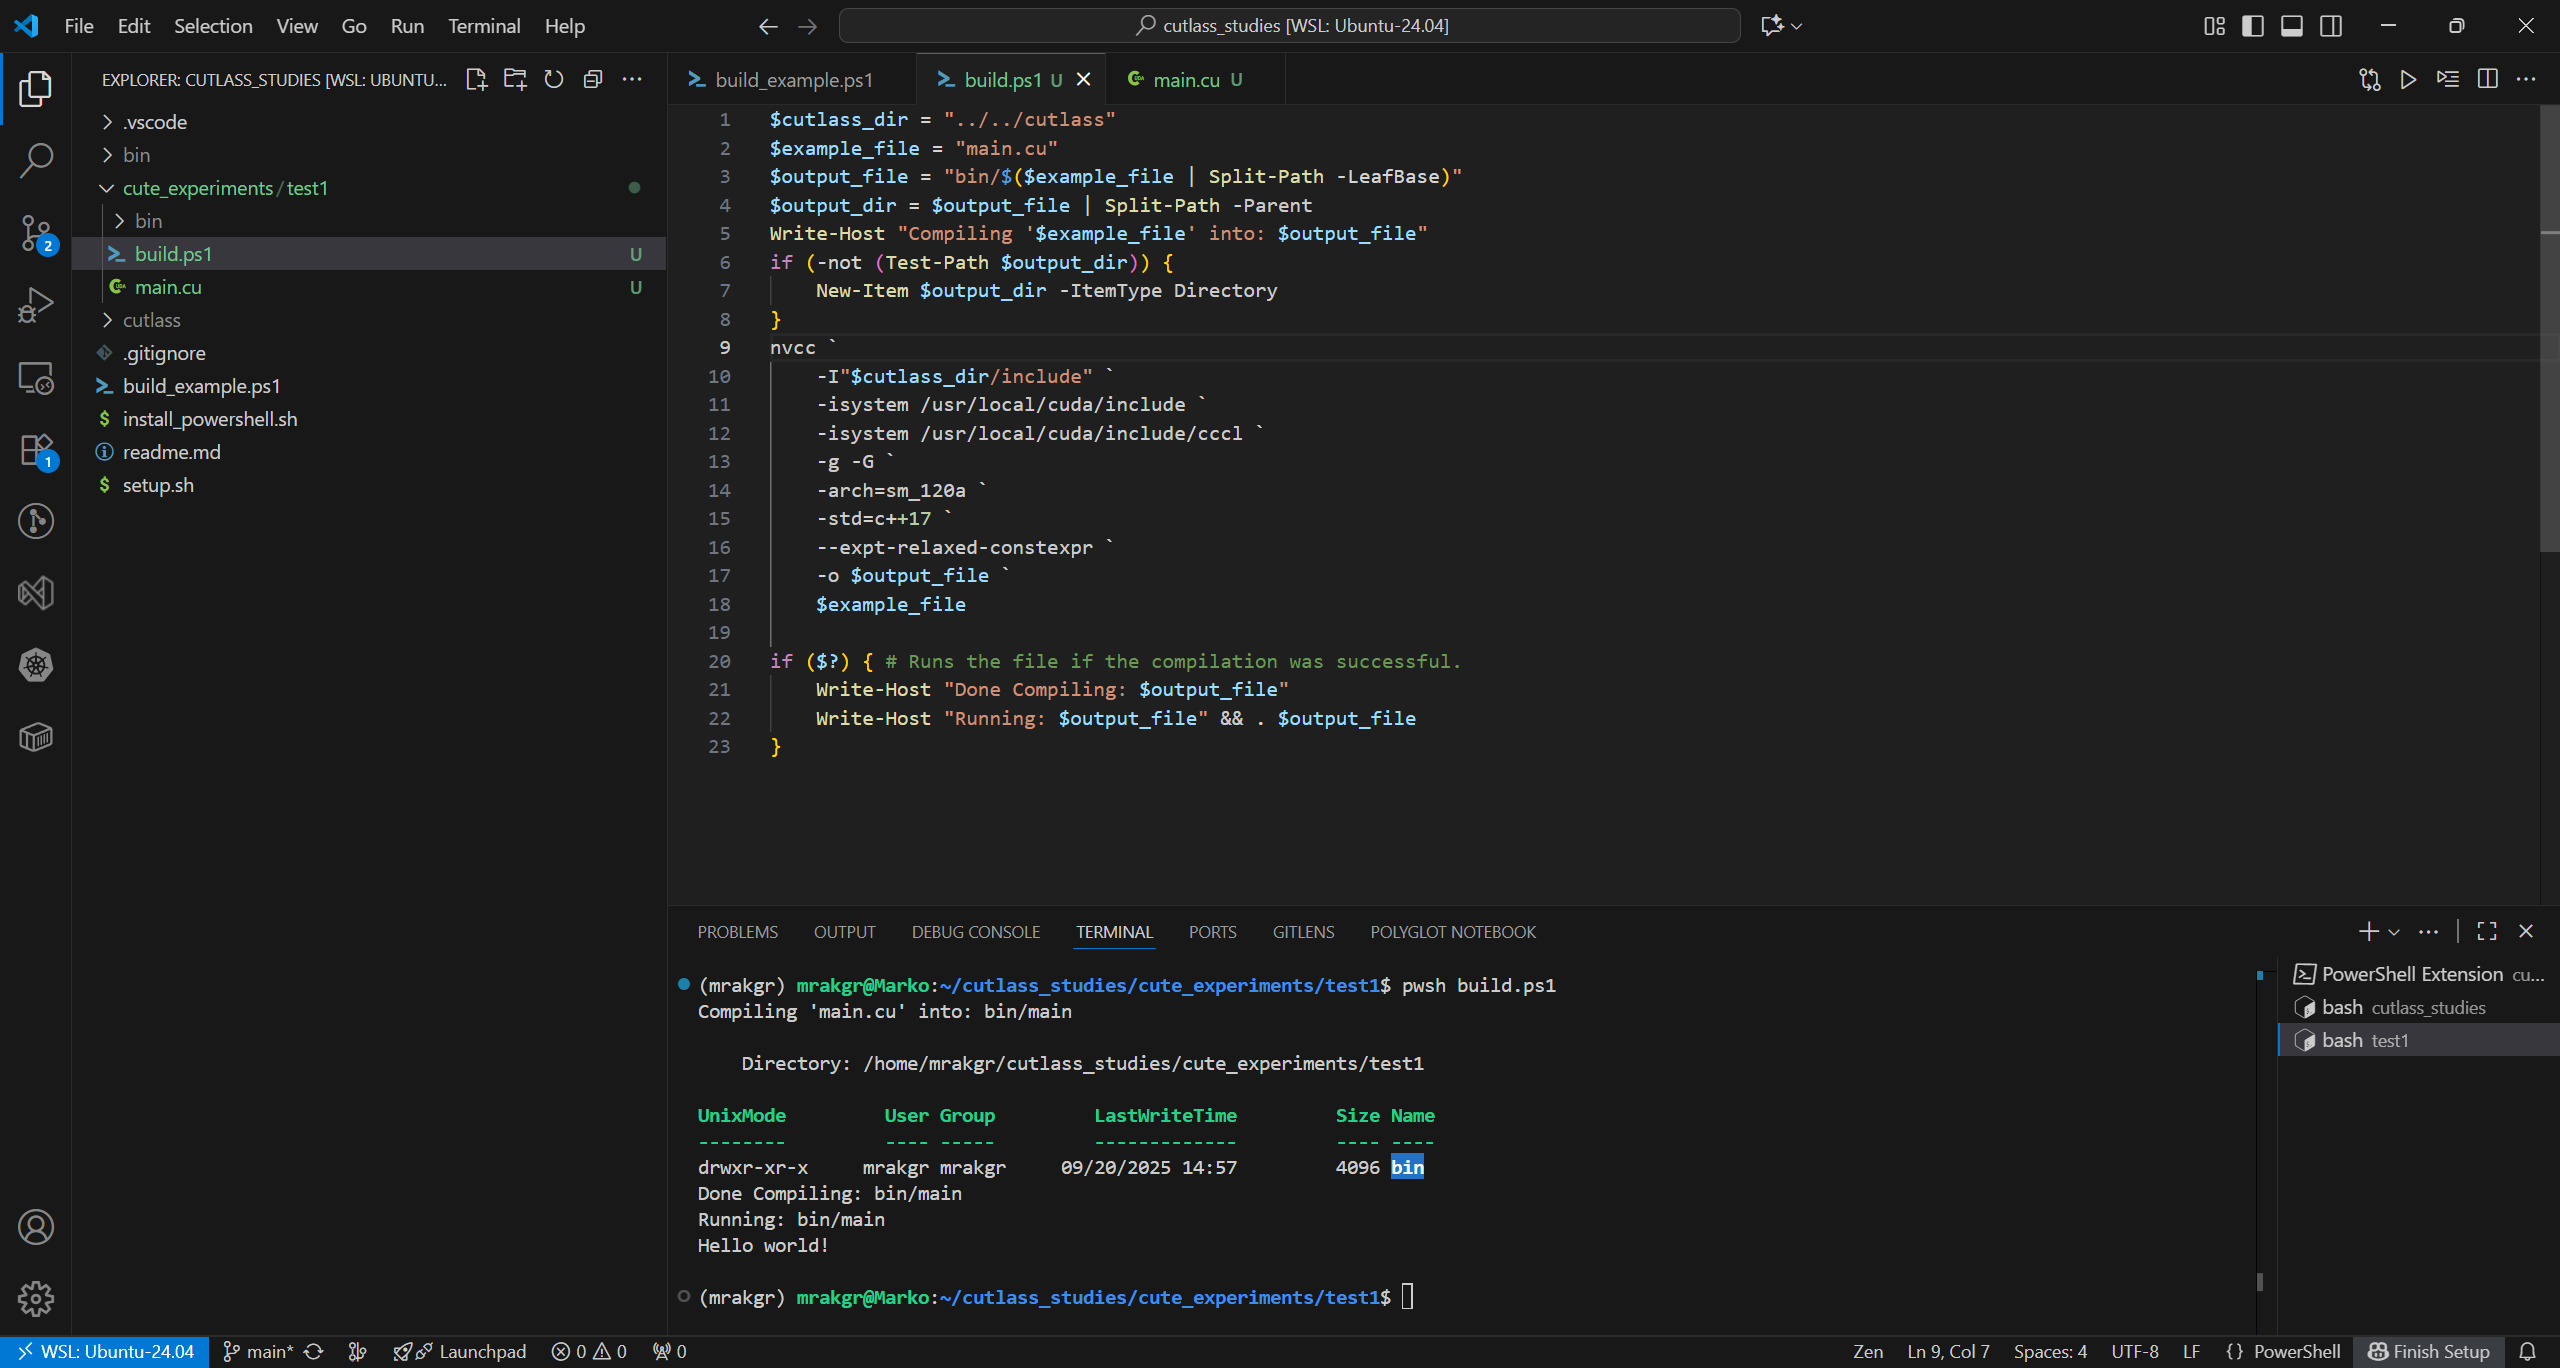 File Edit Selection View Go Run Terminal Help
cutlass_studies [WSL: Ubuntu-24.04]
EXPLORER: CUTLASS_STUDIES [WSL: UBUNTU...
.vscode
bin
cute_experiments/test1
bin
build.ps1 U
main.cu U
cutlass
.gitignore
build_example.ps1
install_powershell.sh
readme.md
setup.sh
2
1
build_example.ps1 build.ps1 U main.cu U
1 $cutlass_dir = "../../cutlass"
2 $example_file = "main.cu"
3 $output_file = "bin/$($example_file | Split-Path -LeafBase)"
4 $output_dir = $output_file | Split-Path -Parent
5 Write-Host "Compiling '$example_file' into: $output_file"
6 if (-not (Test-Path $output_dir)) {
7 New-Item $output_dir -ItemType Directory
8 }
9 nvcc `
10 -I"$cutlass_dir/include" `
11 -isystem /usr/local/cuda/include `
12 -isystem /usr/local/cuda/include/cccl `
13 -g -G `
14 -arch=sm_120a `
15 -std=c++17 `
16 --expt-relaxed-constexpr `
17 -o $output_file `
18 $example_file
19
20 if ($?) { # Runs the file if the compilation was successful.
21 Write-Host "Done Compiling: $output_file"
22 Write-Host "Running: $output_file" && . $output_file
23 }
PROBLEMS OUTPUT DEBUG CONSOLE TERMINAL PORTS GITLENS POLYGLOT NOTEBOOK
(mrakgr) mrakgr@Marko:~/cutlass_studies/cute_experiments/test1$ pwsh build.ps1
Compiling 'main.cu' into: bin/main
Directory: /home/mrakgr/cutlass_studies/cute_experiments/test1
UnixMode User Group LastWriteTime Size Name
-------- ---- ----- ------------- ---- ----
drwxr-xr-x mrakgr mrakgr 09/20/2025 14:57 4096 bin
Done Compiling: bin/main
Running: bin/main
Hello world!
(mrakgr) mrakgr@Marko:~/cutlass_studies/cute_experiments/test1$
PowerShell Extension cu...
bash cutlass_studies
bash test1
WSL: Ubuntu-24.04 main* Launchpad 0 0 0 Zen Ln 9, Col 7 Spaces: 4 UTF-8 LF {} PowerShell Finish Setup